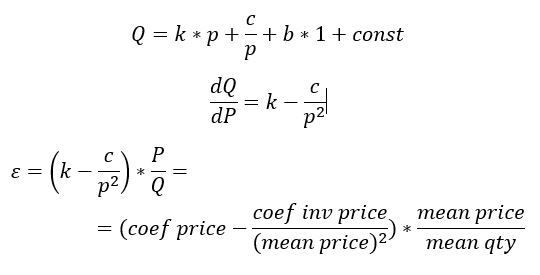 Q = k * p + c/p + b * 1 + const
dQ/dP = k − c/p²
ε = (k − c/p²) * P/Q =
= (coef price − coef inv price/(mean price)²) * mean price/mean qty